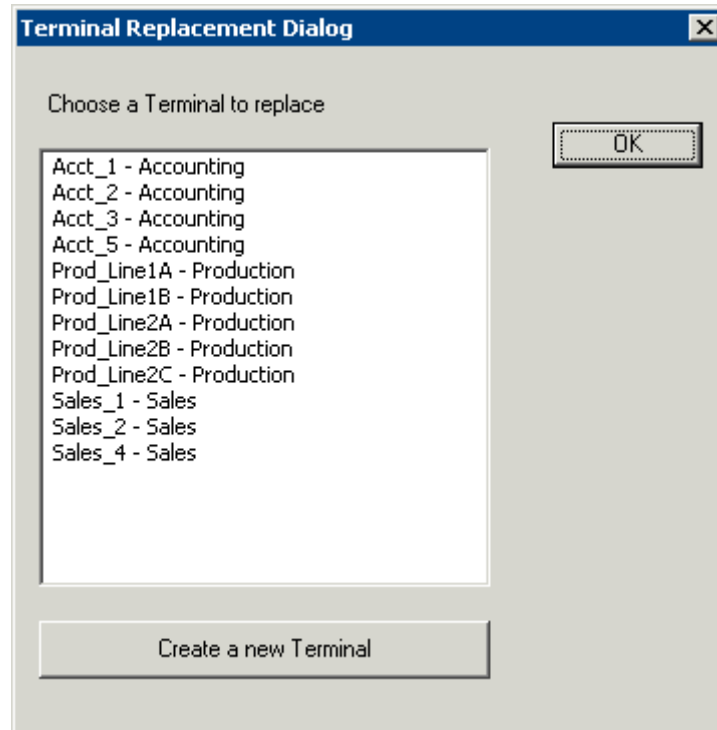 Terminal Replacement Dialog
Choose a Terminal to replace
OK
Acct_1 - Accounting
Acct_2 - Accounting
Acct_3 - Accounting
Acct_5 - Accounting
Prod_Line1A - Production
Prod_Line1B - Production
Prod_Line2A - Production
Prod_Line2B - Production
Prod_Line2C - Production
Sales_1 - Sales
Sales_2 - Sales
Sales_4 - Sales
Create a new Terminal